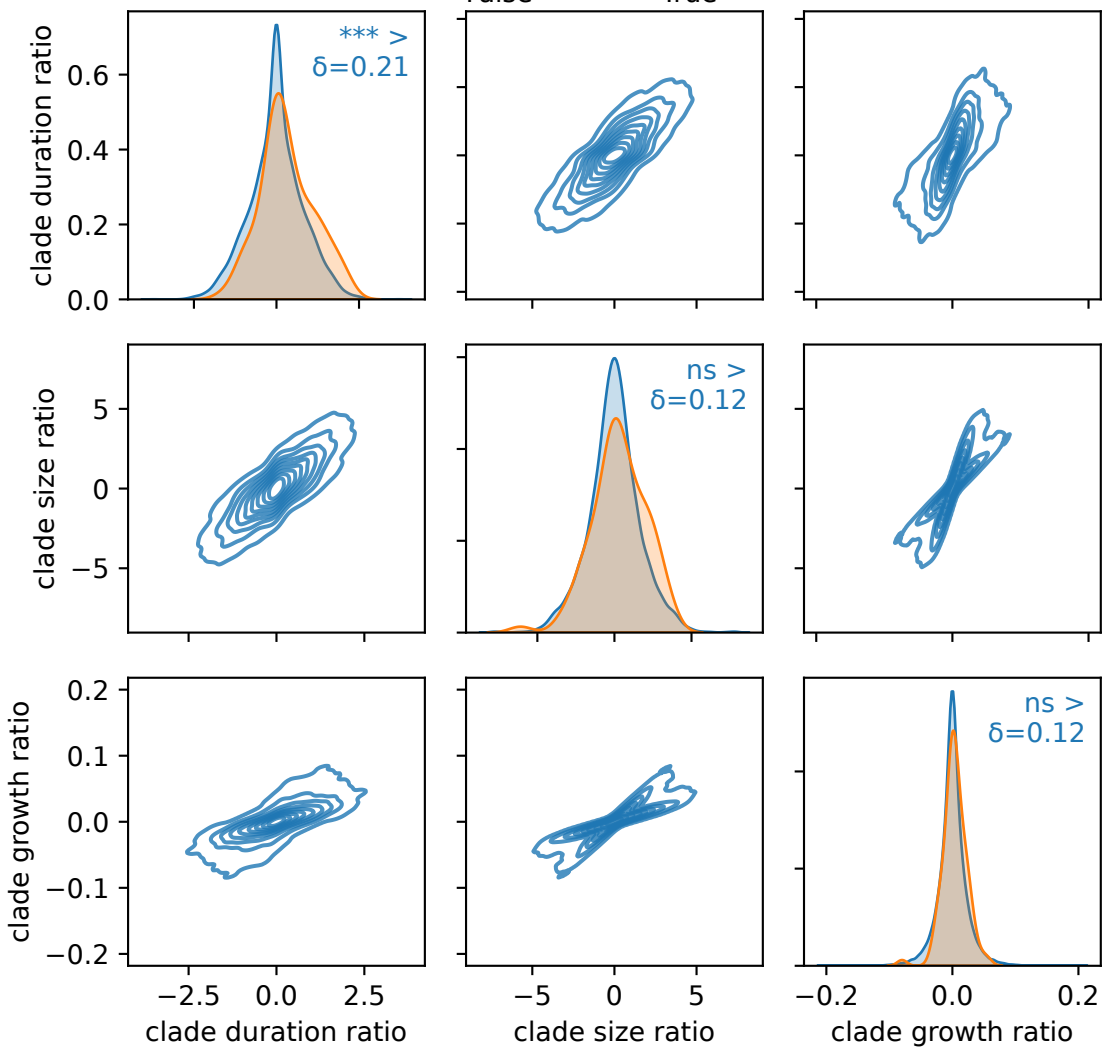 *** >
δ=0.21
clade duration ratio
0.6
0.4
0.2
0.0
ns >
δ=0.12
clade size ratio
5
0
−5
ns >
δ=0.12
clade growth ratio
0.2
0.1
0.0
−0.1
−0.2
−2.5 0.0 2.5
−5 0 5
−0.2 0.0 0.2
clade duration ratio
clade size ratio
clade growth ratio